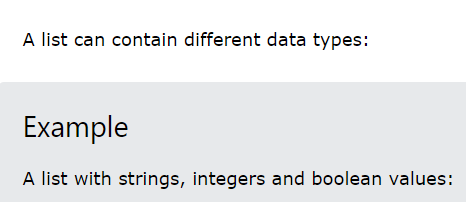 A list can contain different data types:
Example
A list with strings, integers and boolean values: